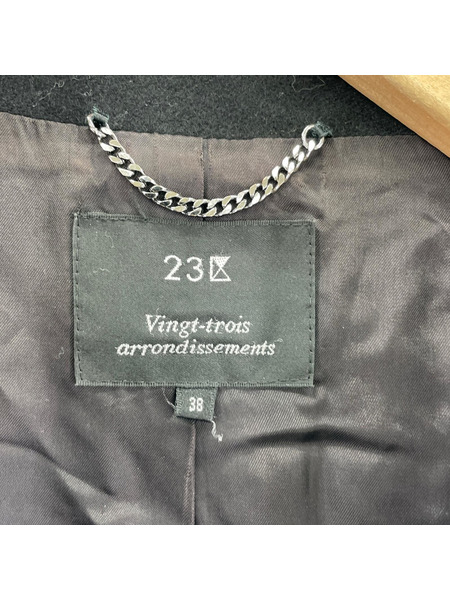 23区
Vingt-trois
arrondissements
38